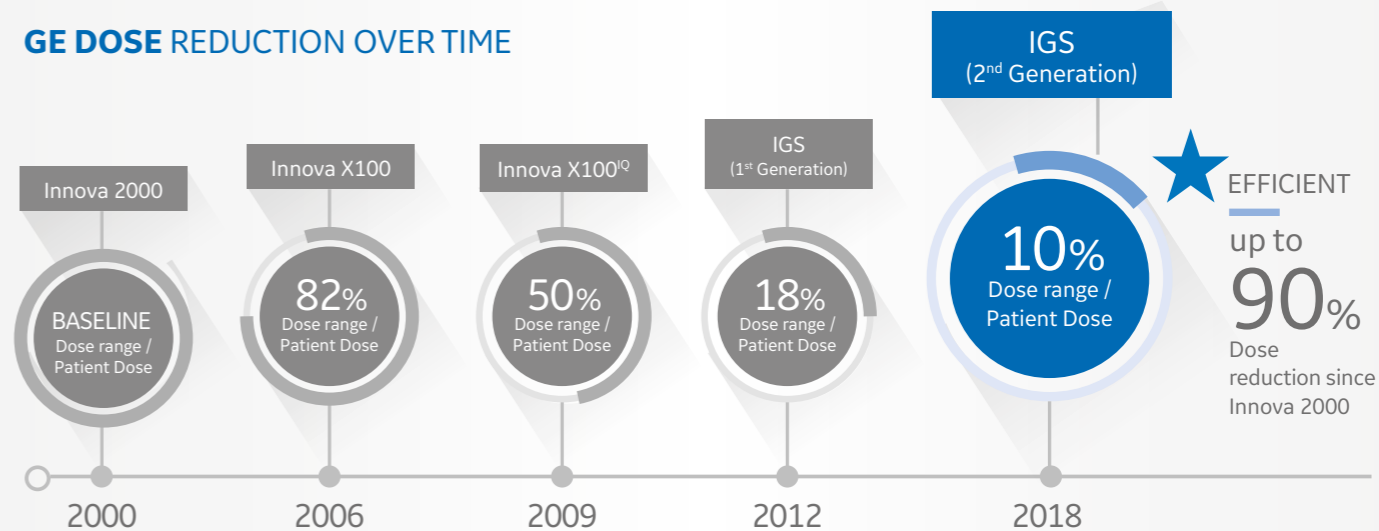 GE DOSE REDUCTION OVER TIME
Innova 2000
BASELINE
Dose range /
Patient Dose
2000
Innova X100
82%
Dose range /
Patient Dose
2006
Innova X100IQ
50%
Dose range /
Patient Dose
2009
IGS
(1st Generation)
18%
Dose range /
Patient Dose
2012
IGS
(2nd Generation)
10%
Dose range /
Patient Dose
2018
EFFICIENT
up to
90%
Dose
reduction since
Innova 2000